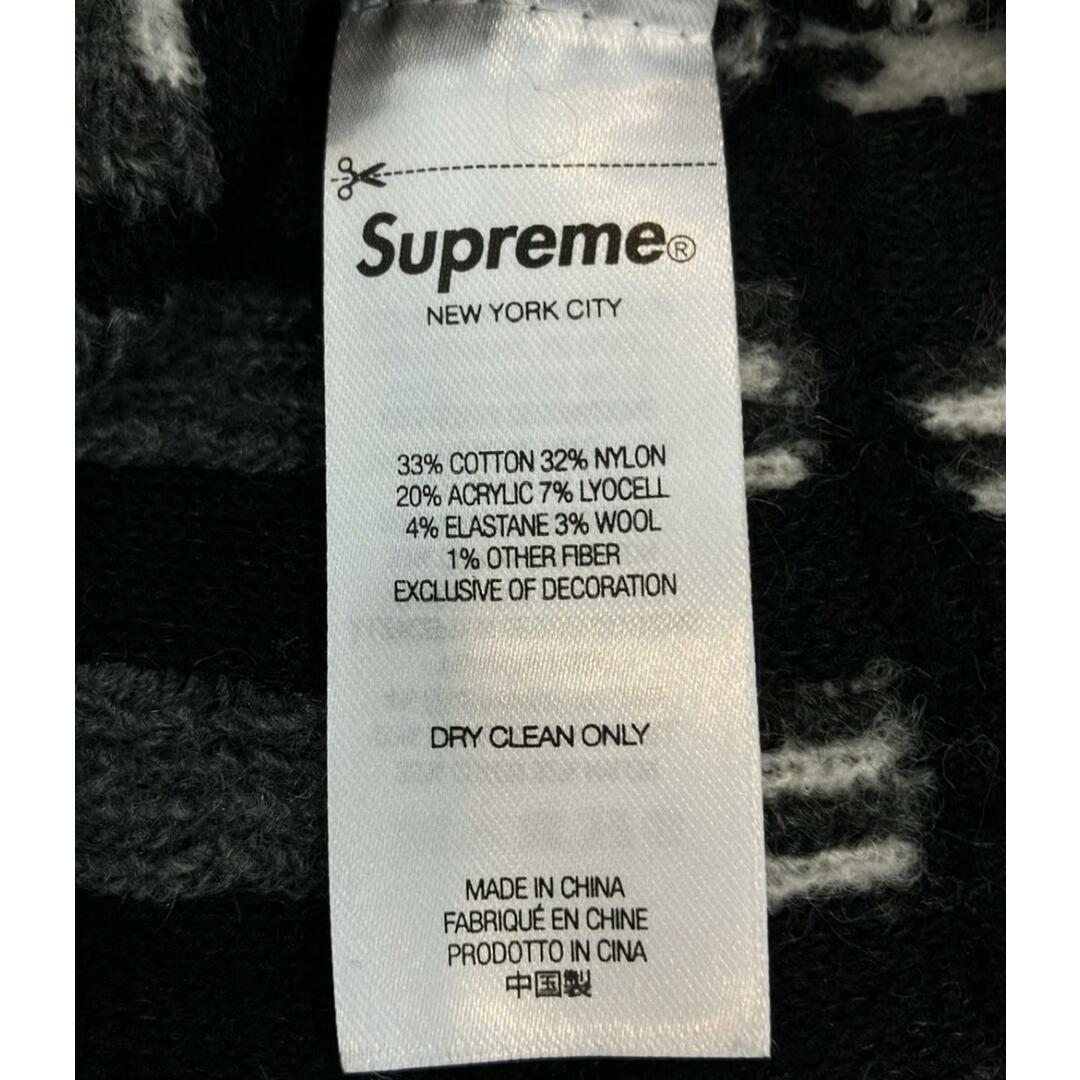 Supreme®
NEW YORK CITY
33% COTTON 32% NYLON
20% ACRYLIC 7% LYOCELL
4% ELASTANE 3% WOOL
1% OTHER FIBER
EXCLUSIVE OF DECORATION
DRY CLEAN ONLY
MADE IN CHINA
FABRIQUÉ EN CHINE
PRODOTTO IN CINA
中国製